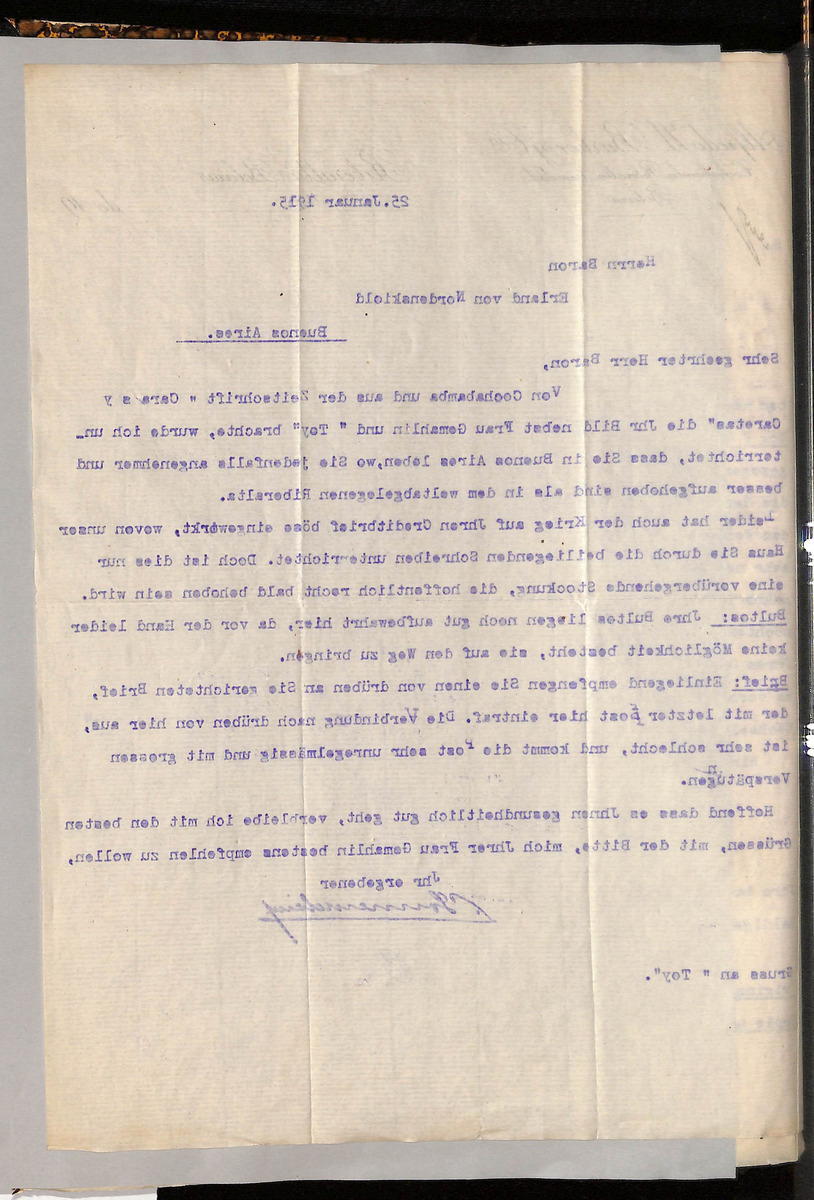 25.Januar 1915.
Herrn Baron
Erland von Nordenskiold
Buenos Aires.
Sehr geehrter Herr Baron,
Von Cochabamba und aus der Zeitschrift " Caras y
Caretas" die Ihr Bild nebst Frau Gemahlin und " Toy" brachte, wurde ich un-
terrichtet, dass Sie in Buenos Aires leben,wo Sie jedenfalls angenehmer und
besser aufgehoben sind als in dem weltabgelegenen Riberalta.
Leider hat auch der Krieg auf Jhren Creditbrief böse eingewirkt, wovon unser
Haus Sie durch die beiliegenden Schreiben unterrichtet. Doch ist dies nur
eine vorübergehende Stockung, die hoffentlich recht bald behoben sein wird.
Bultos: Jhre Bultos liegen noch gut aufbewahrt hier, da vor der Hand leider
keine Möglichkeit besteht, sie auf den Weg zu bringen.
Brief: Einliegend empfangen Sie einen von drüben an Sie gerichteten Brief,
der mit letzter Post hier eintraf. Die Verbindung nach drüben von hier aus,
ist sehr schlecht, und kommt die Post sehr unregelmässig und mit grossen
Verspätungen.
Hoffend dass es Jhnen gesundheitlich gut geht, verbleibe ich mit den besten
Grüssen, mit der Bitte, mich Jhrer Frau Gemahlin bestens empfehlen zu wollen,
Jhr ergebener
Gruss an " Toy".